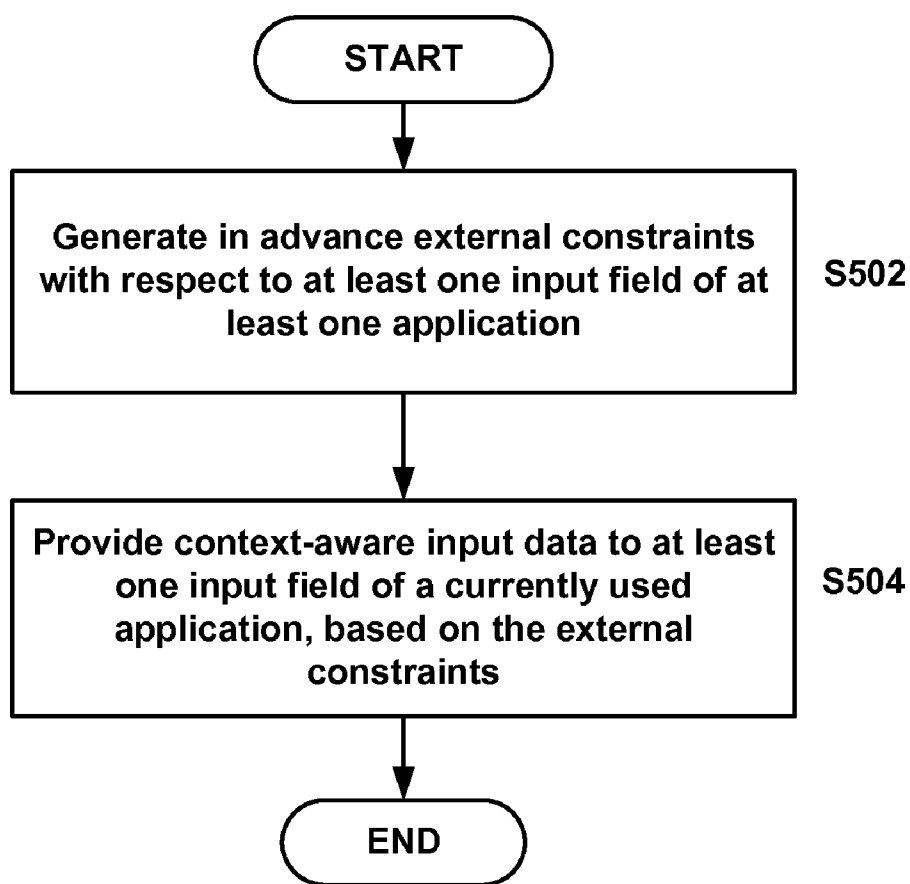 START
Generate in advance external constraints
with respect to at least one input field of at
least one application
S502
Provide context-aware input data to at least
one input field of a currently used
application, based on the external
constraints
S504
END